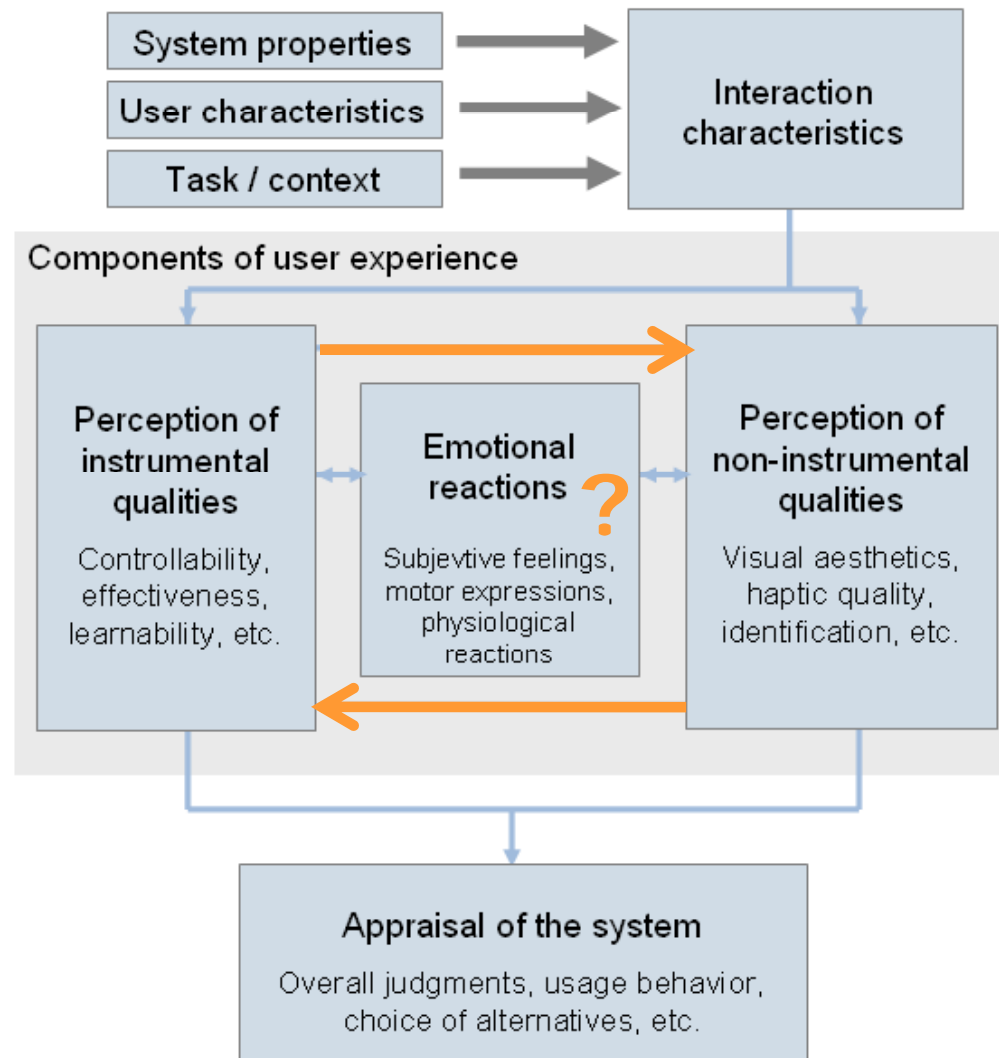 System properties
User characteristics
Task / context
Interaction
characteristics
Components of user experience
Perception of
instrumental
qualities
Controllability,
effectiveness,
learnability, etc.
Emotional
reactions
?
Subjevtive feelings,
motor expressions,
physiological
reactions
Perception of
non-instrumental
qualities
Visual aesthetics,
haptic quality,
identification, etc.
Appraisal of the system
Overall judgments, usage behavior,
choice of alternatives, etc.